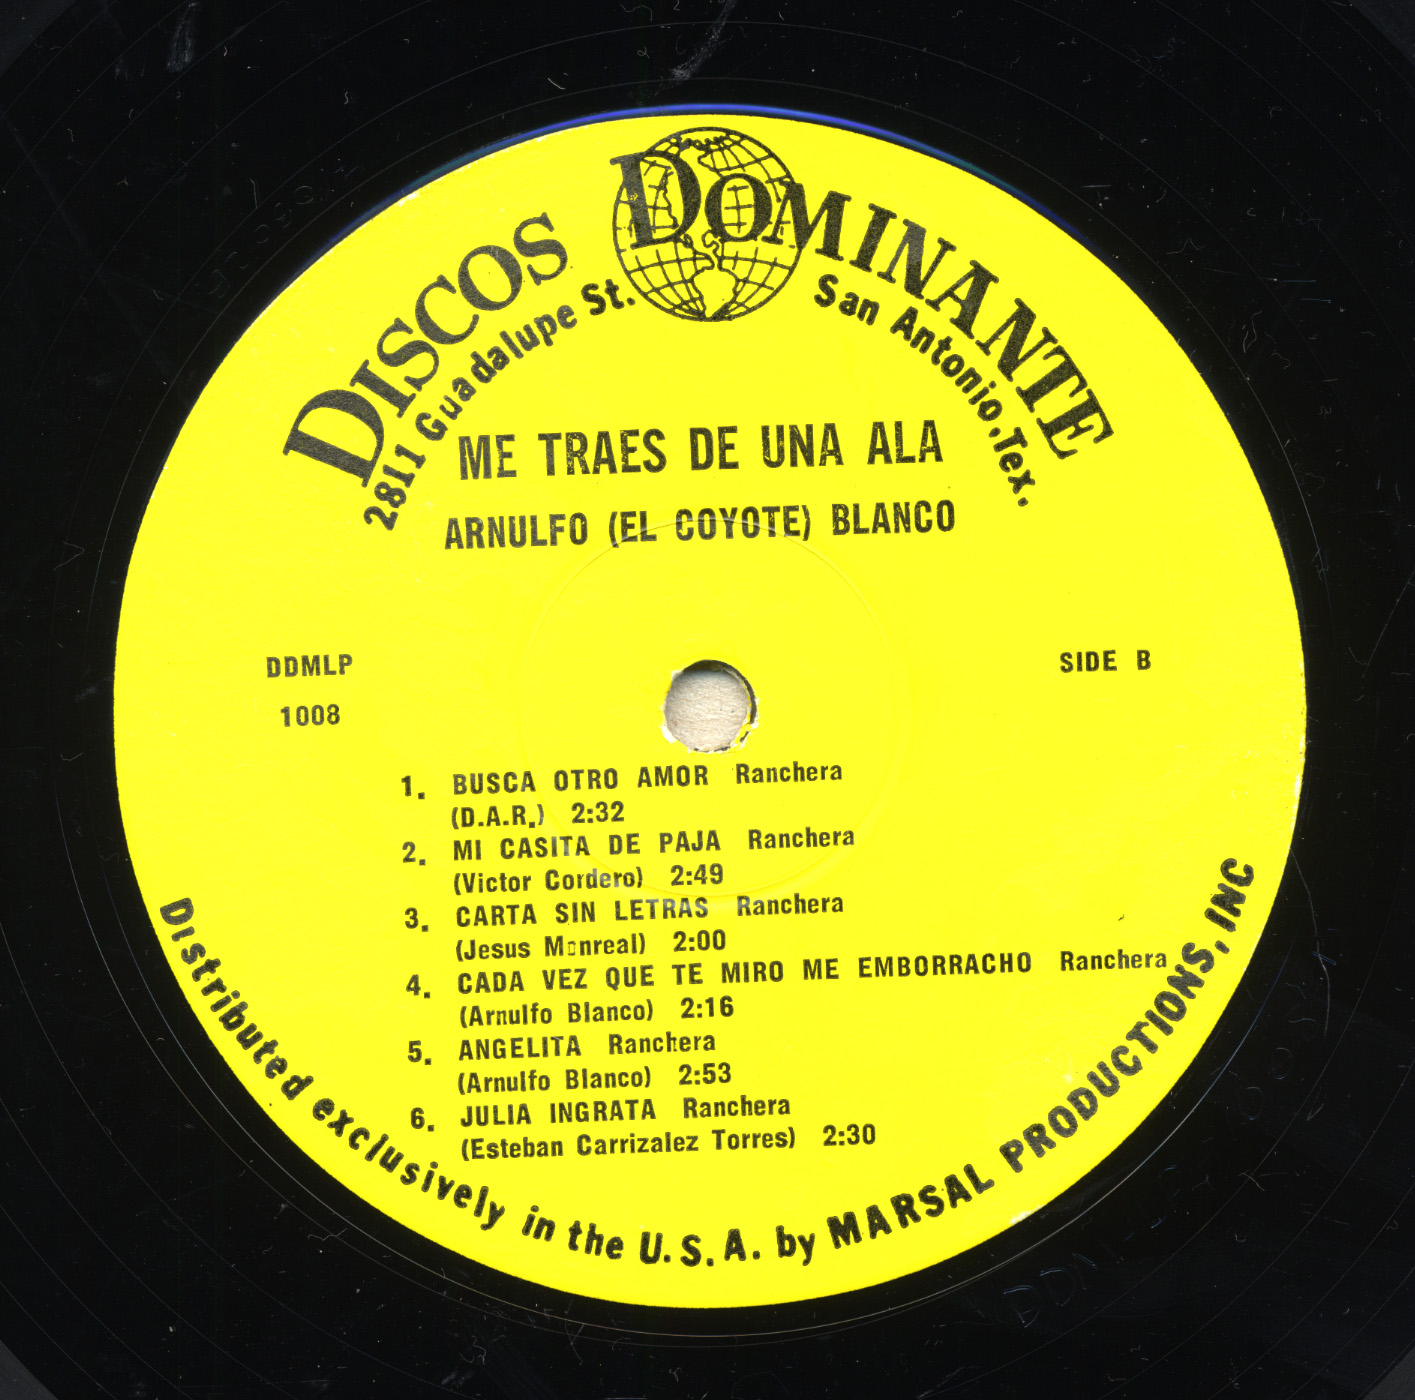 DISCOS DOMINANTE
2811 Guadalupe St. San Antonio, Tex.
ME TRAES DE UNA ALA
ARNULFO (EL COYOTE) BLANCO
DDMLP
1008
SIDE B
1. BUSCA OTRO AMOR Ranchera
(D.A.R.) 2:32
2. MI CASITA DE PAJA Ranchera
(Victor Cordero) 2:49
3. CARTA SIN LETRAS Ranchera
(Jesus Monreal) 2:00
4. CADA VEZ QUE TE MIRO ME EMBORRACHO Ranchera
(Arnulfo Blanco) 2:16
5. ANGELITA Ranchera
(Arnulfo Blanco) 2:53
6. JULIA INGRATA Ranchera
(Esteban Carrizalez Torres) 2:30
Distributed exclusively in the U.S.A. by MARSAL PRODUCTIONS, INC